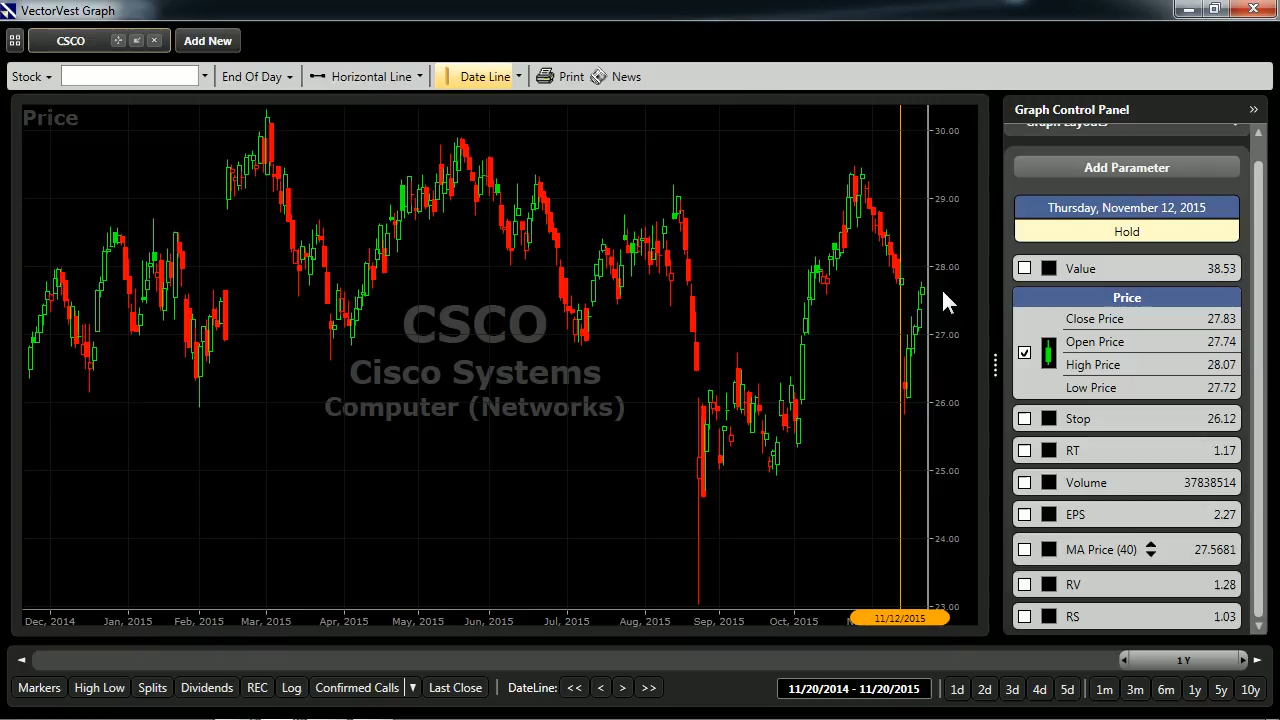 VectorVest Graph
CSCO
Add New
Stock
End Of Day
Horizontal Line
Date Line
Print
News
Price
CSCO
Cisco Systems
Computer (Networks)
30.00
29.00
28.00
27.00
26.00
25.00
24.00
23.00
Dec, 2014 Jan, 2015 Feb, 2015 Mar, 2015 Apr, 2015 May, 2015 Jun, 2015 Jul, 2015 Aug, 2015 Sep, 2015 Oct, 2015 11/12/2015
Graph Control Panel
Graph Layouts
Add Parameter
Thursday, November 12, 2015
Hold
Value 38.53
Price
Close Price 27.83
Open Price 27.74
High Price 28.07
Low Price 27.72
Stop 26.12
RT 1.17
Volume 37838514
EPS 2.27
MA Price (40) 27.5681
RV 1.28
RS 1.03
1 Y
Markers High Low Splits Dividends REC Log Confirmed Calls Last Close DateLine: << < > >> 11/20/2014 - 11/20/2015 1d 2d 3d 4d 5d 1m 3m 6m 1y 5y 10y